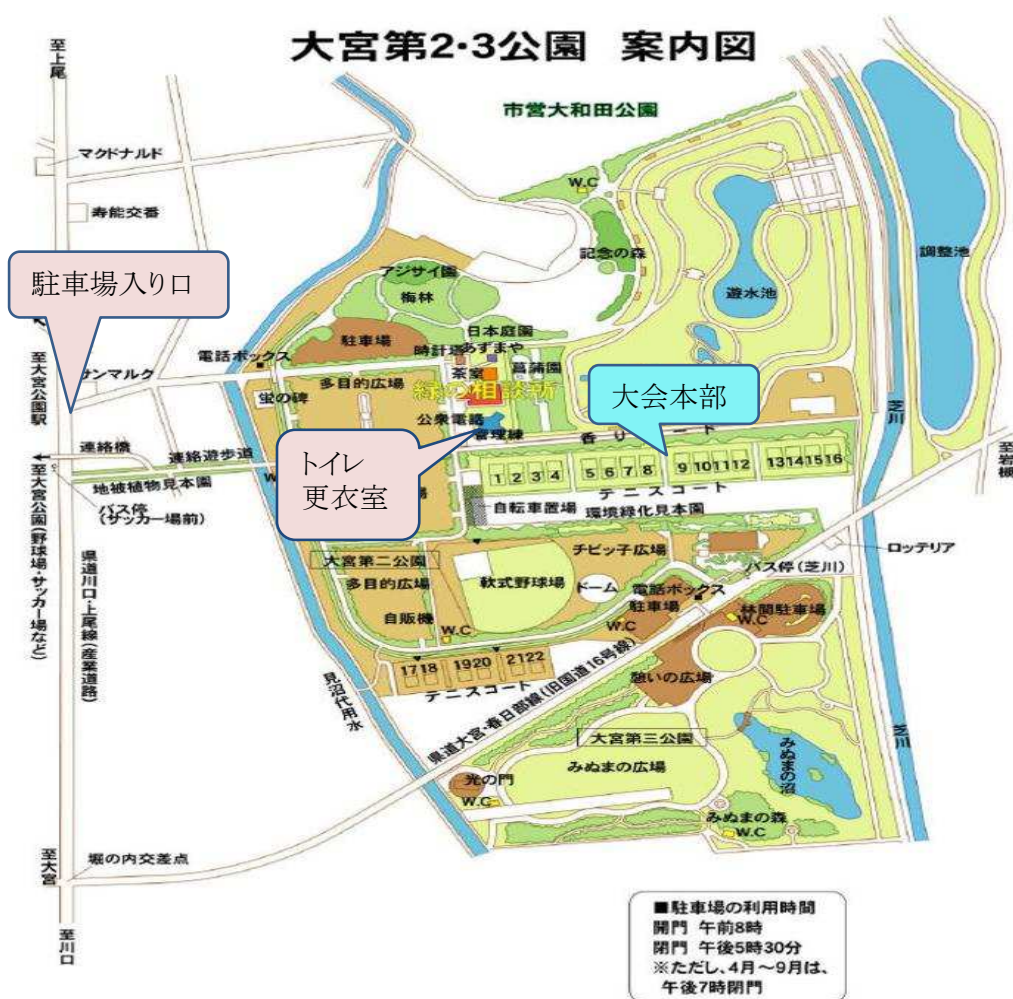 大宮第2・3公園 案内図
至上尾
市営大和田公園
マクドナルド
W.C
寿能交番
記念の森
調整池
駐車場入り口
アジサイ園
梅林
遊水池
日本庭園
駐車場
時計塔
あずまや
電話ボックス
至大宮公園駅
サンマルク
茶室
菖蒲園
多目的広場
緑の相談所
大会本部
蛍の碑
公衆電話
管理棟
芝川
連絡橋
連絡遊歩道
トイレ
更衣室
至岩槻
1 2 3 4
5 6 7 8
9 10 11 12
13 14 15 16
地被植物見本園
テニスコート
バス停
(サッカー場前)
自転車置場
環境緑化見本園
至大宮公園(野球場・サッカー場など)
県道川口・上尾線(産業道路)
大宮第二公園
チビッ子広場
ロッテリア
バス停(芝川)
多目的広場
軟式野球場
ドーム
電話ボックス
駐車場
林間駐車場
自販機
W.C
W.C
W.C
17 18
19 20
21 22
テニスコート
憩いの広場
見沼代用水
県道大宮・春日部線(旧国道16号線)
大宮第三公園
みぬまの広場
みぬまの沼
芝川
光の門
W.C
みぬまの森
W.C
至大宮
堀の内交差点
至川口
■駐車場の利用時間
開門 午前8時
閉門 午後5時30分
※ただし、4月～9月は、
午後7時閉門